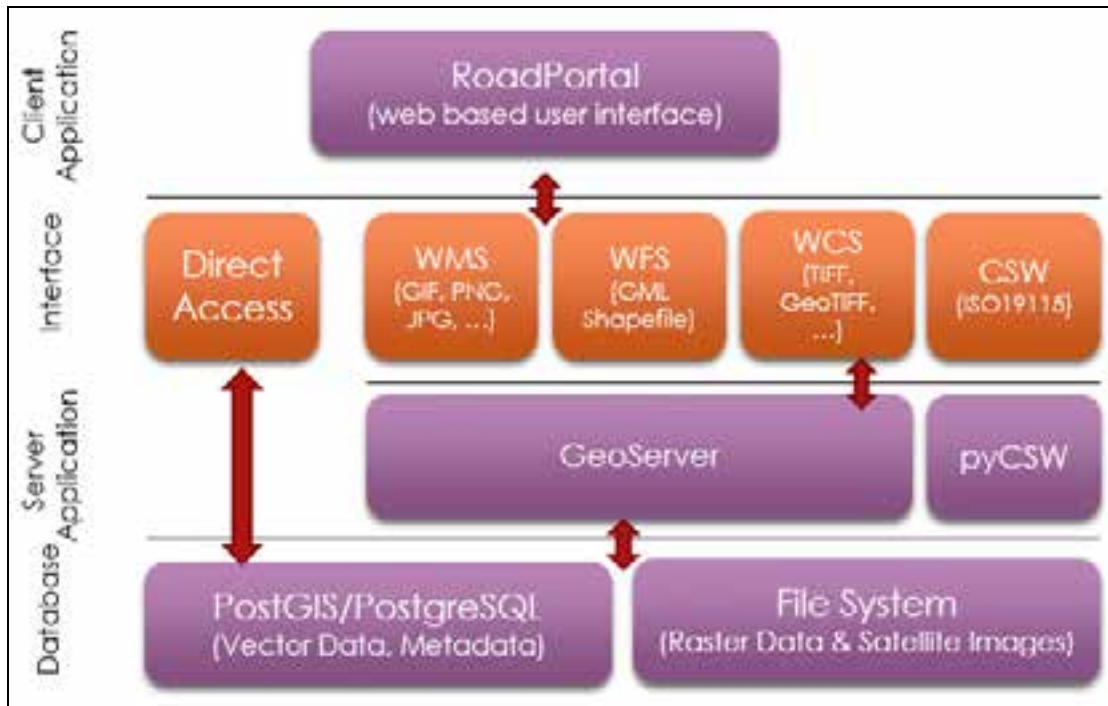 Client
Application
RoadPortal
(web based user interface)
Interface
Direct
Access
WMS
(GIF, PNG,
JPG, ...)
WFS
(GML
Shapefile)
WCS
(TIFF,
GeoTIFF,
...)
CSW
(ISO19115)
Server
Application
GeoServer
pyCSW
Database
PostGIS/PostgreSQL
(Vector Data, Metadata)
File System
(Raster Data & Satellite Images)